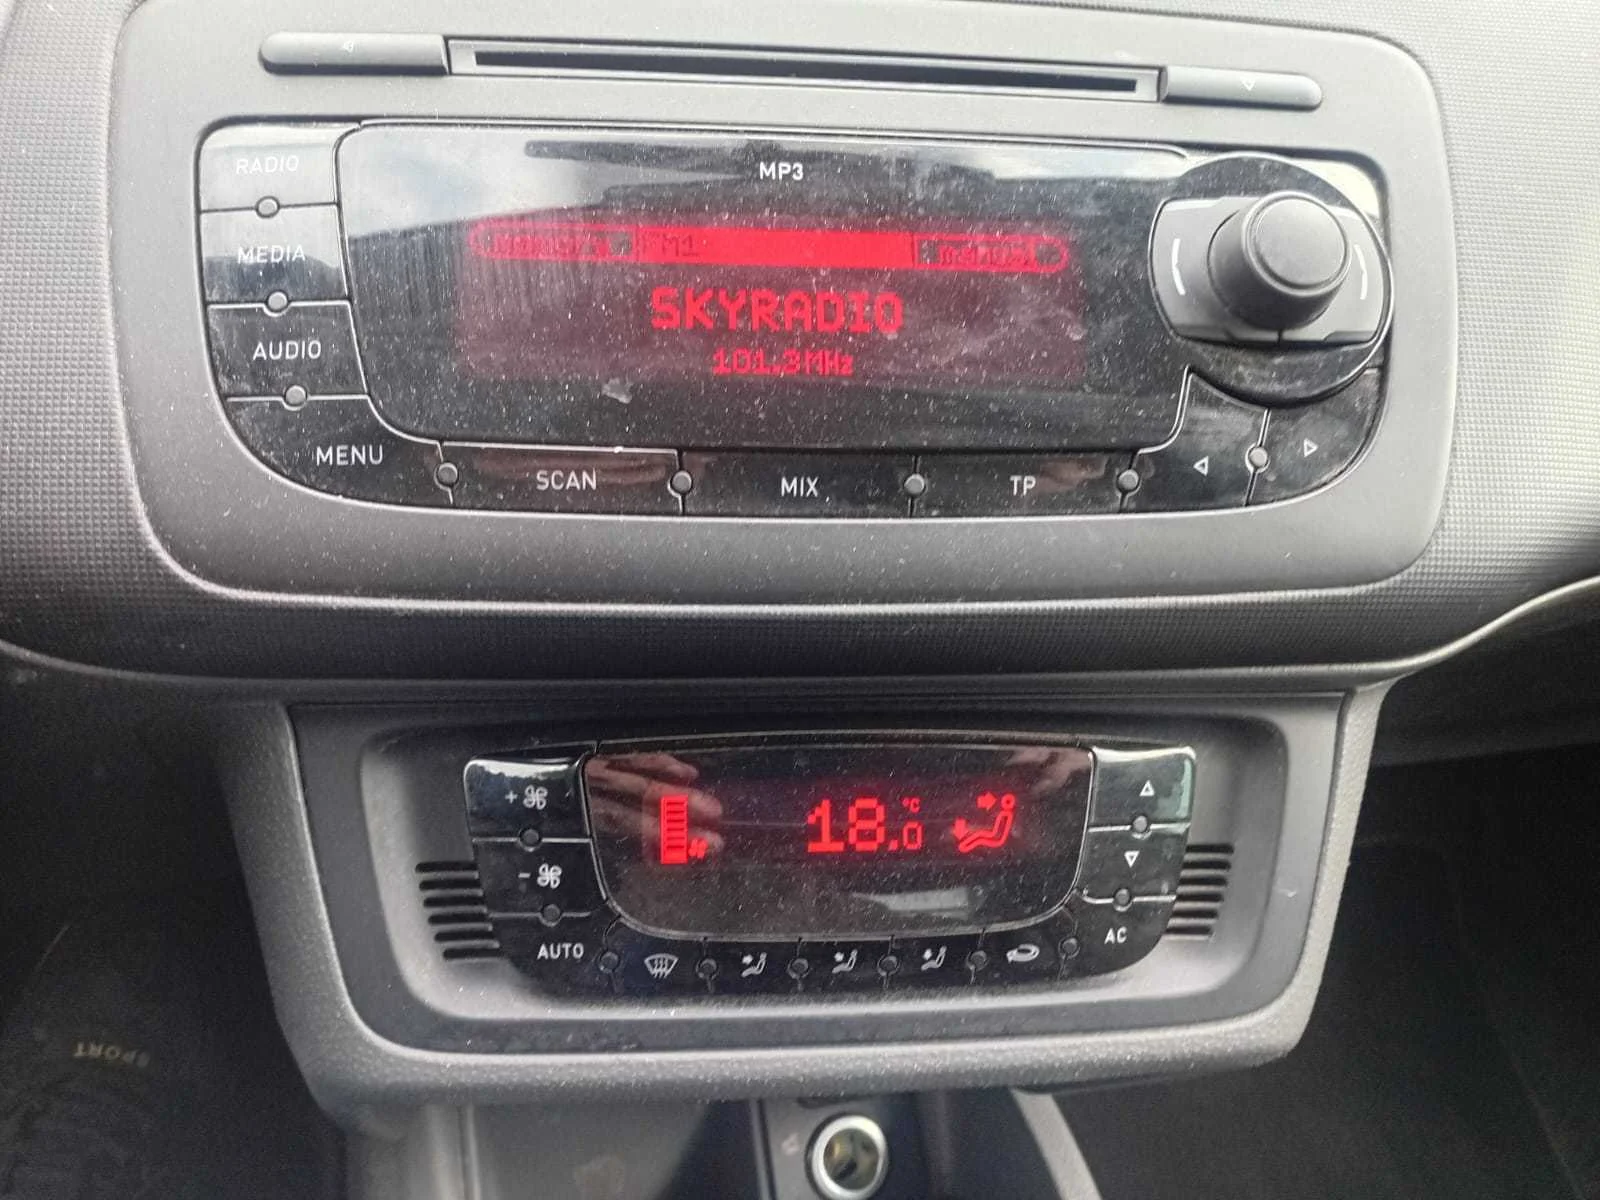 MP3
RADIO
MEDIA
AUDIO
MENU
FM1
SKYRADIO
101.3MHz
SCAN
MIX
TP
18.0 °C
+
-
AUTO
AC
SPORT